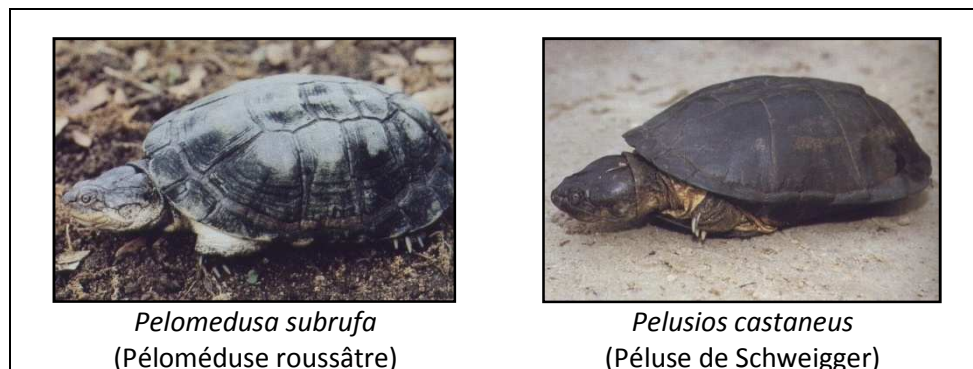 Pelomedusa subrufa
(Péloméduse roussâtre)
Pelusios castaneus
(Péluse de Schweigger)